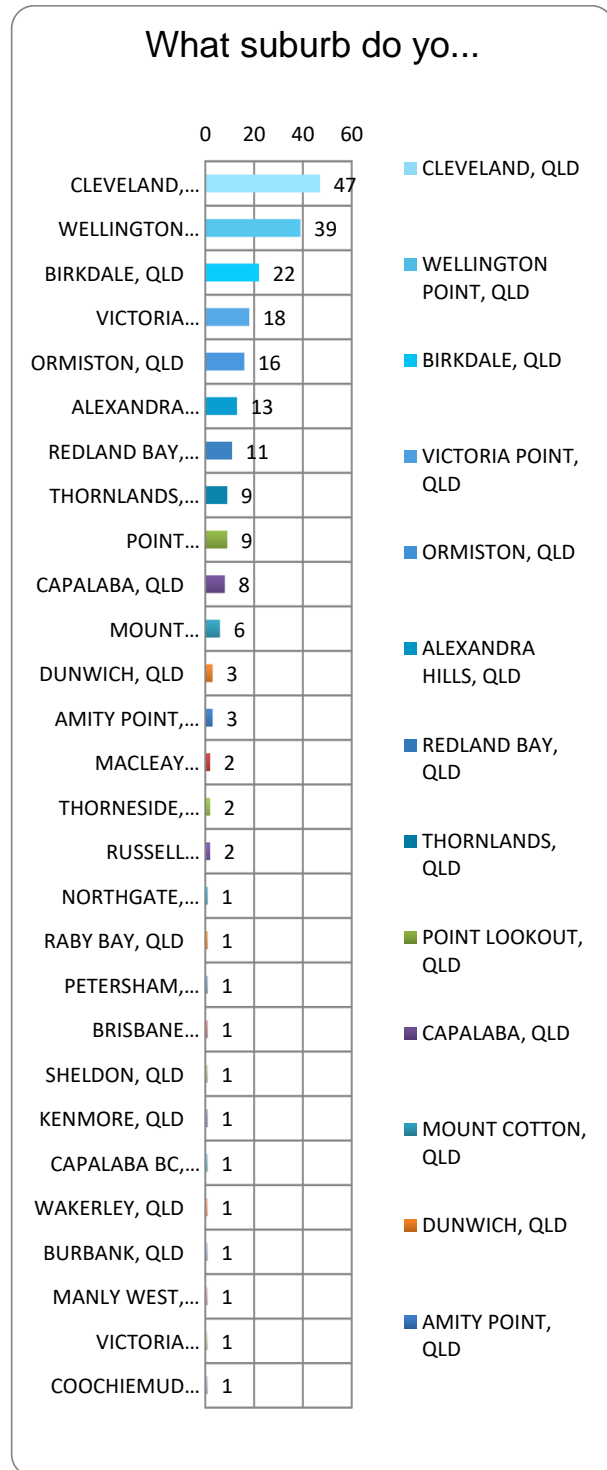 What suburb do yo...
0 20 40 60
CLEVELAND,... 47
WELLINGTON... 39
BIRKDALE, QLD 22
VICTORIA... 18
ORMISTON, QLD 16
ALEXANDRA... 13
REDLAND BAY,... 11
THORNLANDS,... 9
POINT... 9
CAPALABA, QLD 8
MOUNT... 6
DUNWICH, QLD 3
AMITY POINT,... 3
MACLEAY... 2
THORNESIDE,... 2
RUSSELL... 2
NORTHGATE,... 1
RABY BAY, QLD 1
PETERSHAM,... 1
BRISBANE... 1
SHELDON, QLD 1
KENMORE, QLD 1
CAPALABA BC,... 1
WAKERLEY, QLD 1
BURBANK, QLD 1
MANLY WEST,... 1
VICTORIA... 1
COOCHIEMUD... 1
CLEVELAND, QLD
WELLINGTON
POINT, QLD
BIRKDALE, QLD
VICTORIA POINT,
QLD
ORMISTON, QLD
ALEXANDRA
HILLS, QLD
REDLAND BAY,
QLD
THORNLANDS,
QLD
POINT LOOKOUT,
QLD
CAPALABA, QLD
MOUNT COTTON,
QLD
DUNWICH, QLD
AMITY POINT,
QLD